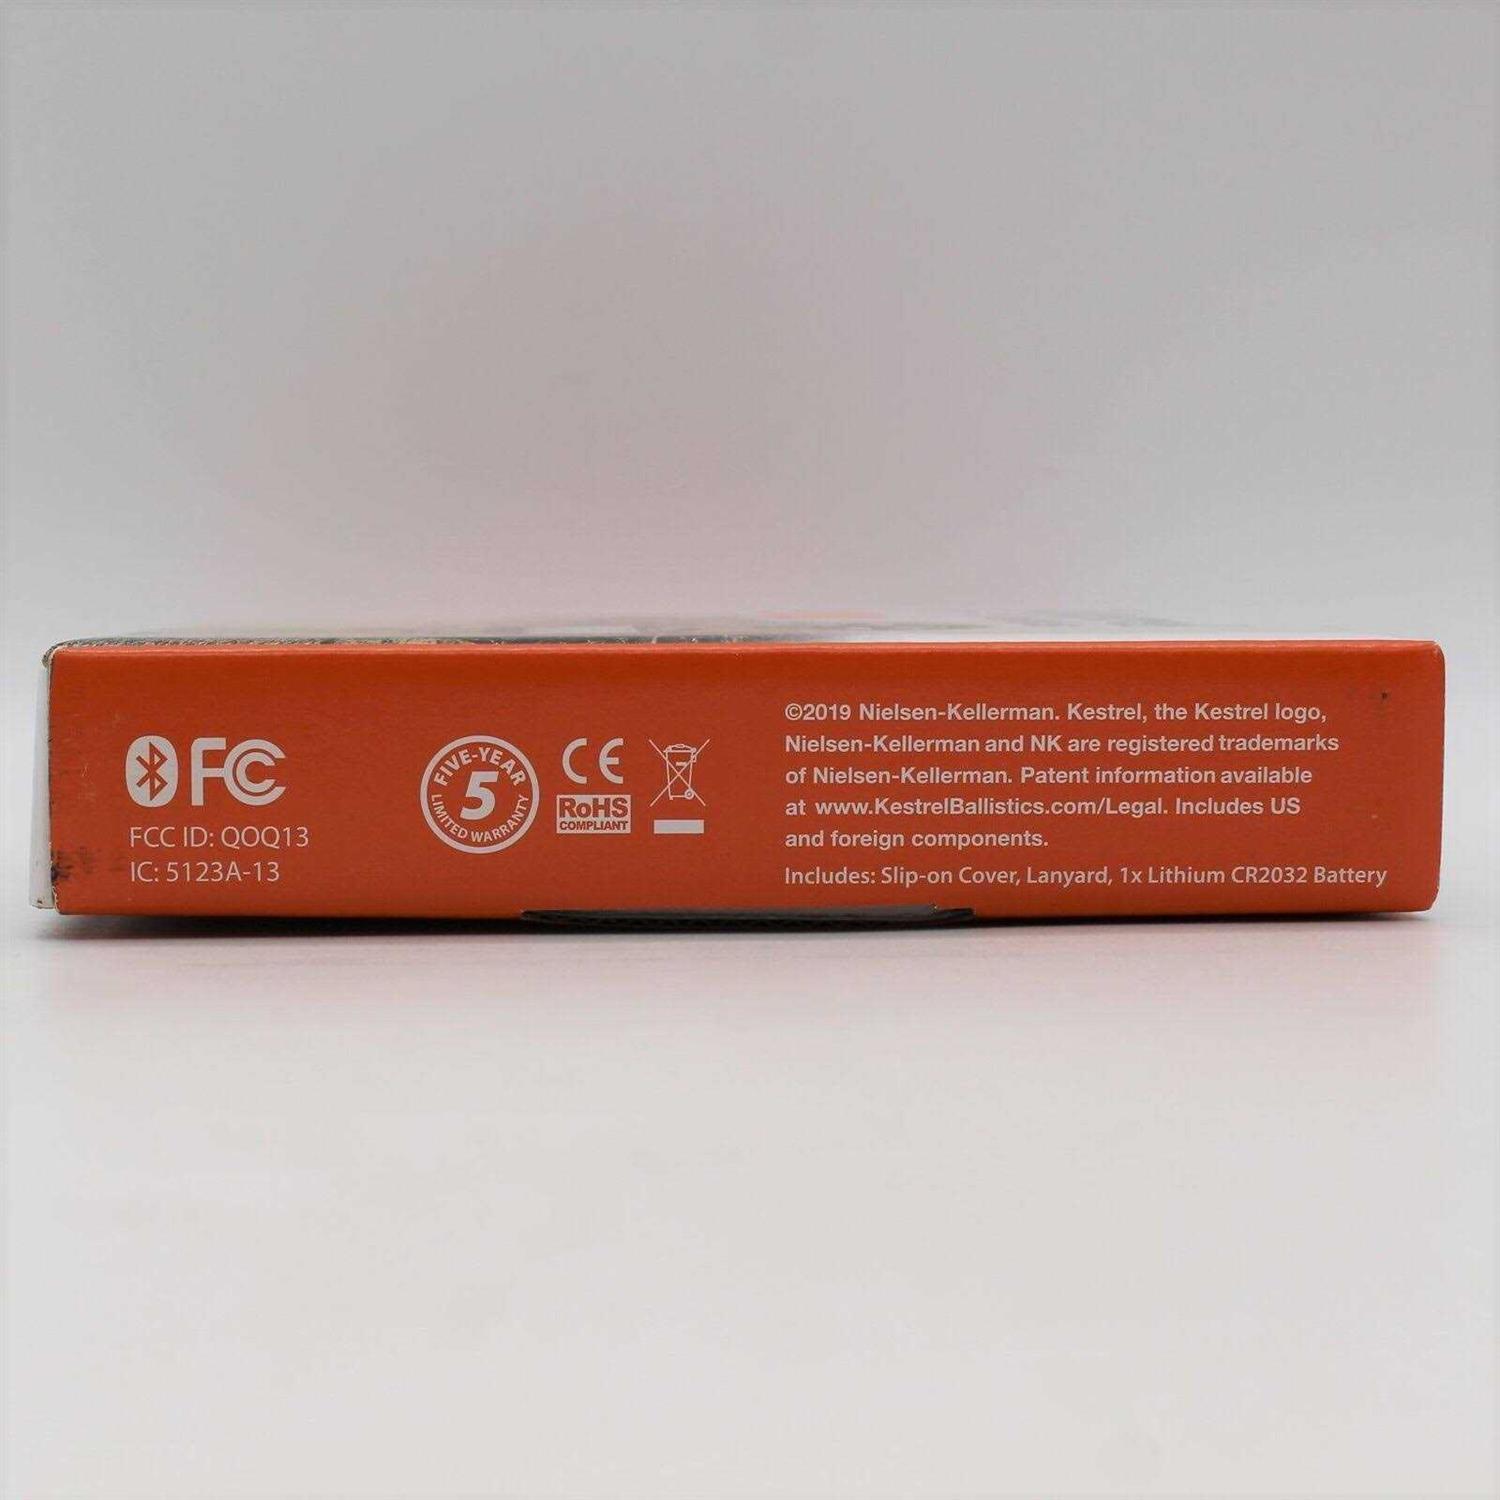 FC
FCC ID: QOQ13
IC: 5123A-13
FIVE-YEAR
5
LIMITED WARRANTY
CE
RoHS
COMPLIANT
©2019 Nielsen-Kellerman. Kestrel, the Kestrel logo,
Nielsen-Kellerman and NK are registered trademarks
of Nielsen-Kellerman. Patent information available
at www.KestrelBallistics.com/Legal. Includes US
and foreign components.
Includes: Slip-on Cover, Lanyard, 1x Lithium CR2032 Battery